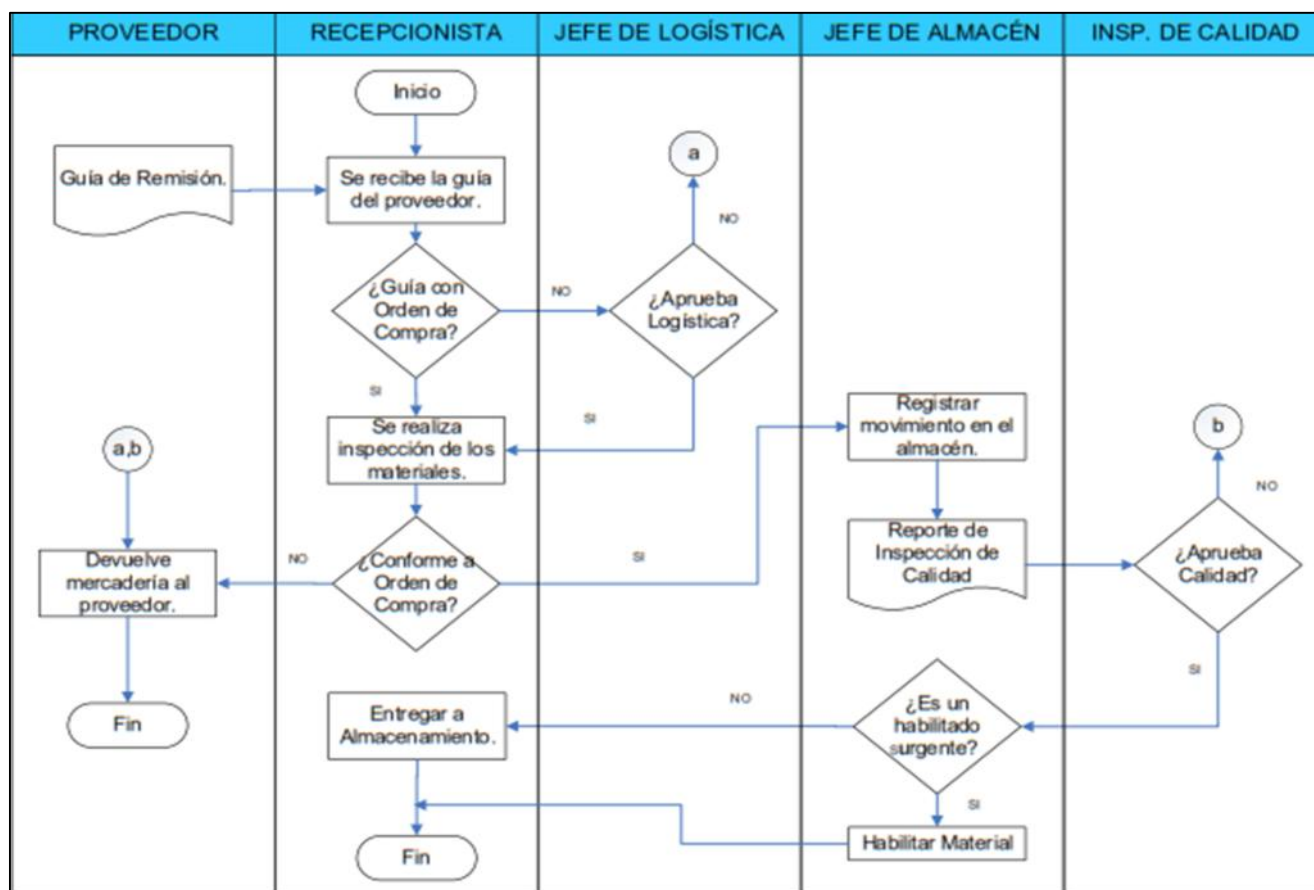 PROVEEDOR
RECEPCIONISTA
JEFE DE LOGÍSTICA
JEFE DE ALMACÉN
INSP. DE CALIDAD
Inicio
Guía de Remisión.
Se recibe la guía
del proveedor.
a
NO
¿Guía con
Orden de
Compra?
NO
¿Aprueba
Logística?
SI
SI
Se realiza
inspección de los
materiales.
Registrar
movimiento en el
almacén.
b
NO
a,b
Devuelve
mercadería al
proveedor.
NO
¿Conforme a
Orden de
Compra?
SI
Reporte de
Inspección de
Calidad
¿Aprueba
Calidad?
SI
Fin
Entregar a
Almacenamiento.
NO
¿Es un
habilitado
surgente?
SI
Habilitar Material
Fin